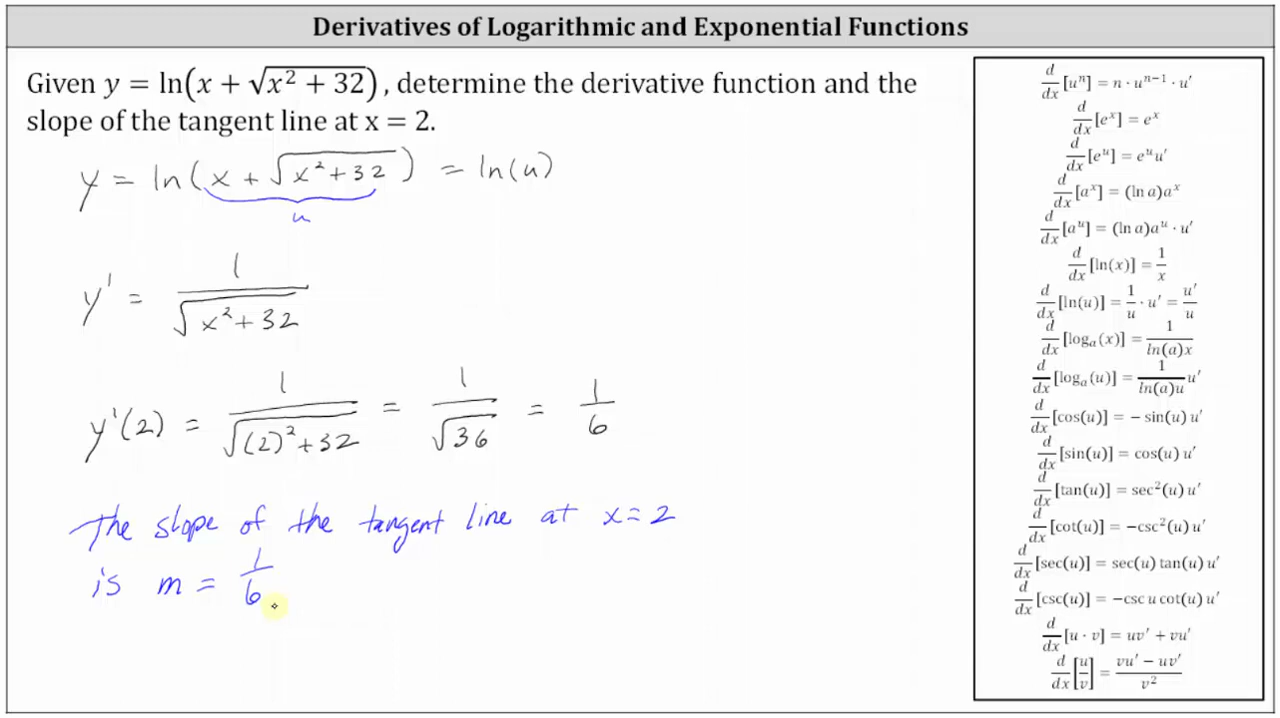 Derivatives of Logarithmic and Exponential Functions
Given y = ln(x + √(x² + 32)), determine the derivative function and the
slope of the tangent line at x = 2.
y = ln(x + √(x² + 32)) = ln(u)
u
y' = 1/√(x² + 32)
y'(2) = 1/√((2)² + 32) = 1/√36 = 1/6
The slope of the tangent line at x = 2
is m = 1/6
d/dx [uⁿ] = n · uⁿ⁻¹ · u'
d/dx [eˣ] = eˣ
d/dx [eᵘ] = eᵘu'
d/dx [aˣ] = (ln a)aˣ
d/dx [aᵘ] = (ln a)aᵘ · u'
d/dx [ln(x)] = 1/x
d/dx [ln(u)] = 1/u · u' = u'/u
d/dx [logₐ(x)] = 1/(ln(a)x)
d/dx [logₐ(u)] = 1/(ln(a)u) u'
d/dx [cos(u)] = − sin(u) u'
d/dx [sin(u)] = cos(u) u'
d/dx [tan(u)] = sec²(u) u'
d/dx [cot(u)] = −csc²(u) u'
d/dx [sec(u)] = sec(u) tan(u) u'
d/dx [csc(u)] = −csc u cot(u) u'
d/dx [u · v] = uv' + vu'
d/dx [u/v] = (vu' − uv')/v²